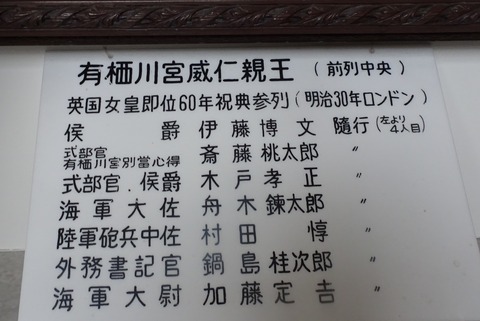 有栖川宮威仁親王 (前列中央)
英国女皇即位60年祝典参列(明治30年ロンドン)
侯爵 伊藤博文 随行(左より4人目)
式部官 有栖川宮別當心得 斎藤桃太郎 〃
式部官.侯爵 木戸孝正 〃
海軍大佐 舟木錬太郎 〃
陸軍砲兵中佐 村田惇 〃
外務書記官 鍋島桂次郎 〃
海軍大尉 加藤定吉 〃